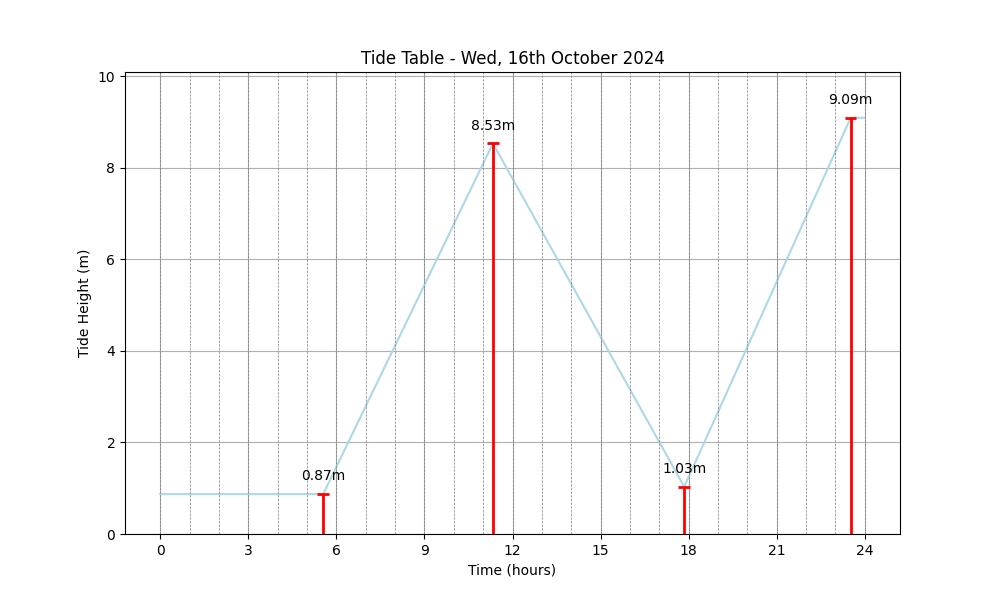 Tide Table - Wed, 16th October 2024
10
8
6
4
2
0
Tide Height (m)
0.87m
8.53m
1.03m
9.09m
0 3 6 9 12 15 18 21 24
Time (hours)